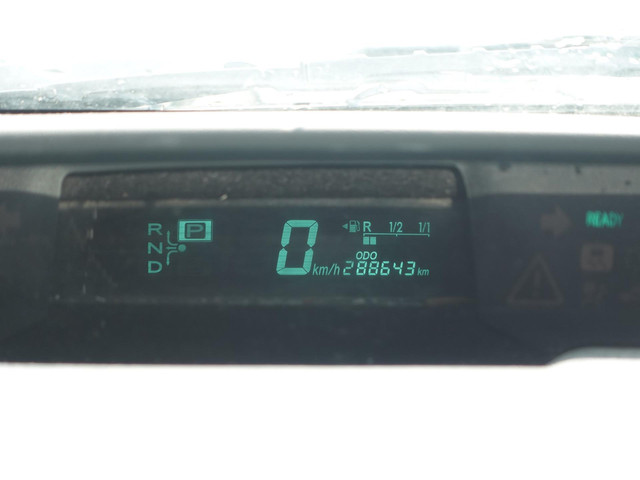 R P
N
D
0 km/h
R 1/2 1/1
ODO
288643 km
READY